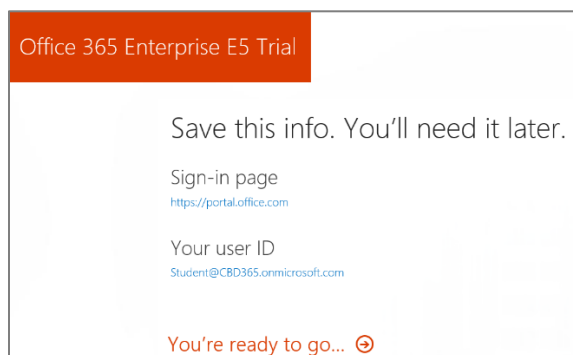 Office 365 Enterprise E5 Trial
Save this info. You'll need it later.
Sign-in page
https://portal.office.com
Your user ID
Student@CBD365.onmicrosoft.com
You're ready to go...